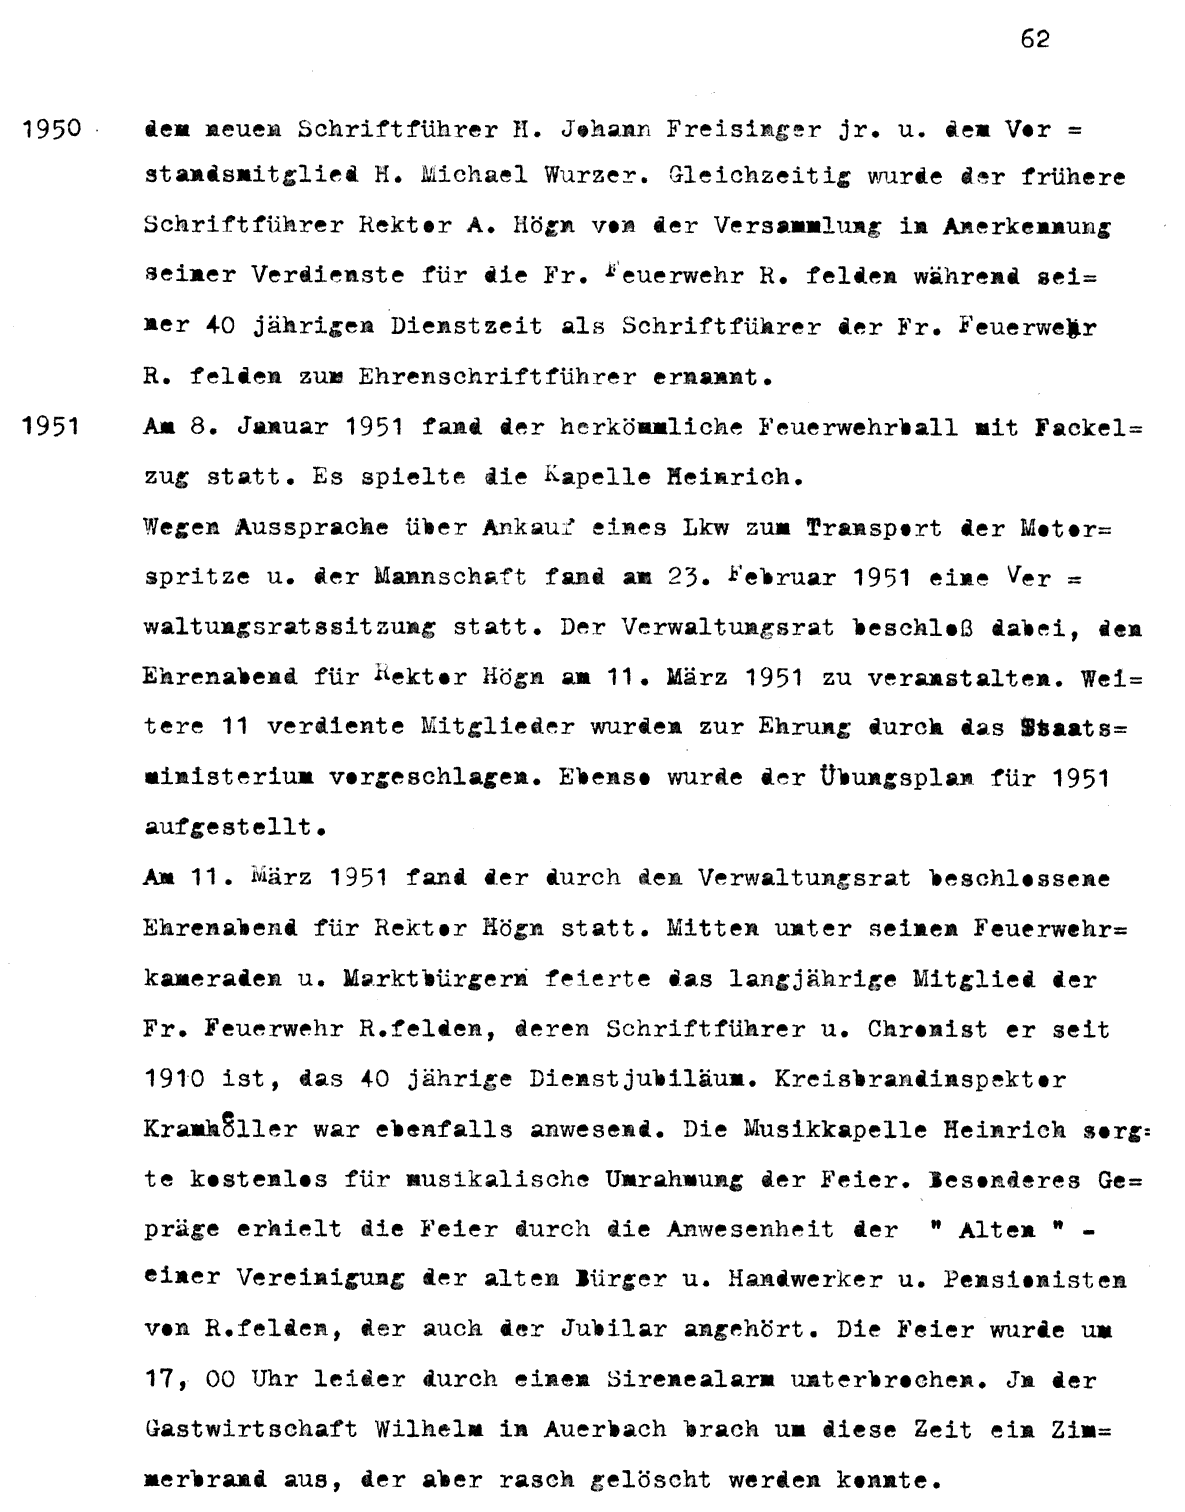 62
1950 dem neuen Schriftführer H. Johann Freisinger jr. u. dem Vor =
standsmitglied H. Michael Wurzer. Gleichzeitig wurde der frühere
Schriftführer Rektor A. Högn von der Versammlung in Anerkennung
seiner Verdienste für die Fr. Feuerwehr R. felden während sei=
ner 40 jährigen Dienstzeit als Schriftführer der Fr. Feuerwehr
R. felden zum Ehrenschriftführer ernannt.
1951 Am 8. Januar 1951 fand der herkömmliche Feuerwehrball mit Fackel=
zug statt. Es spielte die Kapelle Heinrich.
Wegen Aussprache über Ankauf eines Lkw zum Transport der Motor=
spritze u. der Mannschaft fand am 23. Februar 1951 eine Ver =
waltungsratssitzung statt. Der Verwaltungsrat beschloß dabei, den
Ehrenabend für Rektor Högn am 11. März 1951 zu veranstalten. Wei=
tere 11 verdiente Mitglieder wurden zur Ehrung durch das Staats=
ministerium vorgeschlagen. Ebenso wurde der Übungsplan für 1951
aufgestellt.
Am 11. März 1951 fand der durch den Verwaltungsrat beschlossene
Ehrenabend für Rektor Högn statt. Mitten unter seinen Feuerwehr=
kameraden u. Marktbürgern feierte das langjährige Mitglied der
Fr. Feuerwehr R.felden, deren Schriftführer u. Chronist er seit
1910 ist, das 40 jährige Dienstjubiläum. Kreisbrandinspektor
Kramhöller war ebenfalls anwesend. Die Musikkapelle Heinrich sorg=
te kostenlos für musikalische Umrahmung der Feier. Besonderes Ge=
präge erhielt die Feier durch die Anwesenheit der " Alten " -
einer Vereinigung der alten Bürger u. Handwerker u. Pensionisten
von R.felden, der auch der Jubilar angehört. Die Feier wurde um
17, 00 Uhr leider durch einen Sirenealarm unterbrochen. Jn der
Gastwirtschaft Wilhelm in Auerbach brach um diese Zeit ein Zim=
merbrand aus, der aber rasch gelöscht werden konnte.